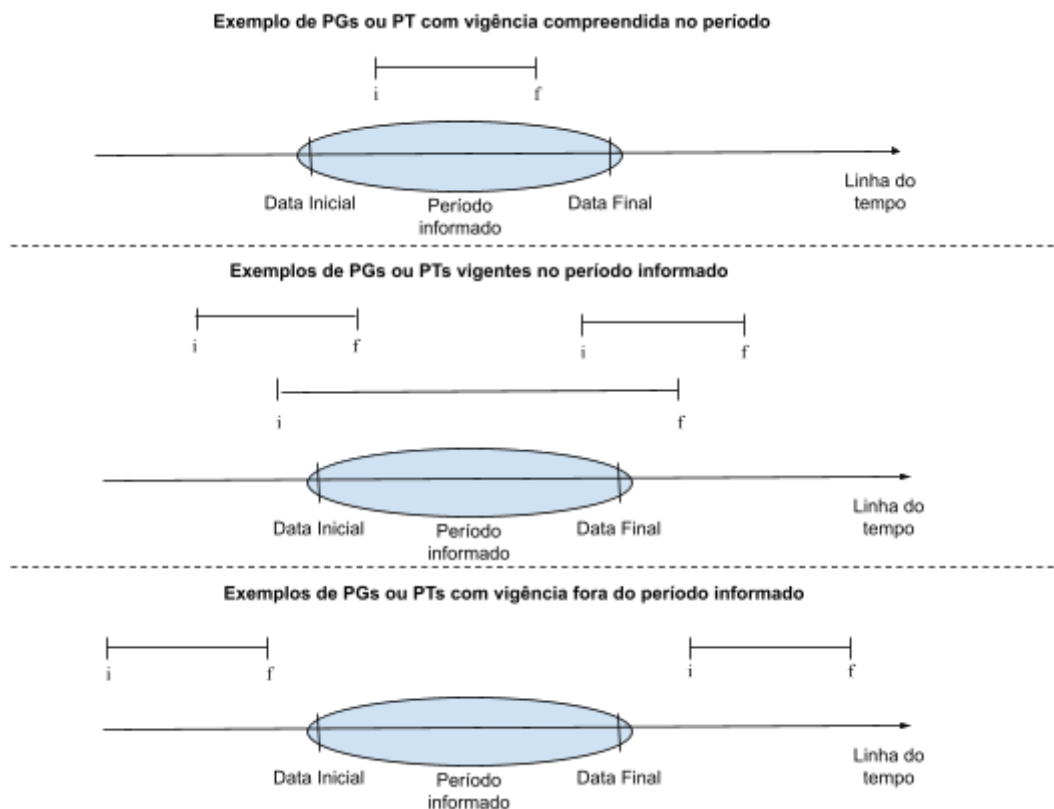 Exemplo de PGs ou PT com vigência compreendida no período
i f
Data Inicial Período informado Data Final Linha do tempo
Exemplos de PGs ou PTs vigentes no período informado
i f i f
i f
Data Inicial Período informado Data Final Linha do tempo
Exemplos de PGs ou PTs com vigência fora do período informado
i f i f
Data Inicial Período informado Data Final Linha do tempo